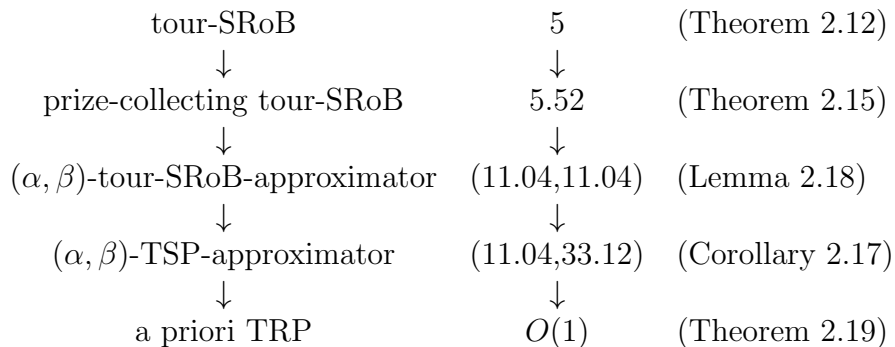 tour-SRoB 5 (Theorem 2.12)
↓ ↓
prize-collecting tour-SRoB 5.52 (Theorem 2.15)
↓ ↓
(α, β)-tour-SRoB-approximator (11.04,11.04) (Lemma 2.18)
↓ ↓
(α, β)-TSP-approximator (11.04,33.12) (Corollary 2.17)
↓ ↓
a priori TRP O(1) (Theorem 2.19)